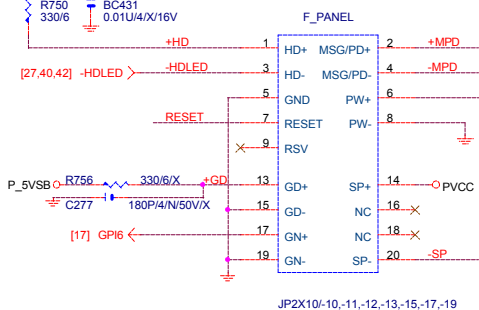 R750
330/6
BC431
0.01U/4/X/16V
F_PANEL
+HD 1 HD+ MSG/PD+ 2 +MPD
[27,40,42] -HDLED -HDLED 3 HD- MSG/PD- 4 -MPD
5 GND PW+ 6
RESET 7 RESET PW- 8
9 RSV
P_5VSB R756 330/6/X +GD 13 GD+ SP+ 14 PVCC
C277 180P/4/N/50V/X 15 GD- NC 16
[17] GPI6 17 GN+ NC 18
19 GN- SP- 20 -SP
JP2X10/-10,-11,-12,-13,-15,-17,-19